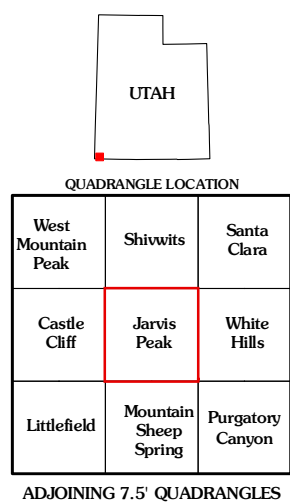 UTAH
QUADRANGLE LOCATION
West
Mountain
Peak
Shivwits
Santa
Clara
Castle
Cliff
Jarvis
Peak
White
Hills
Littlefield
Mountain
Sheep
Spring
Purgatory
Canyon
ADJOINING 7.5' QUADRANGLES